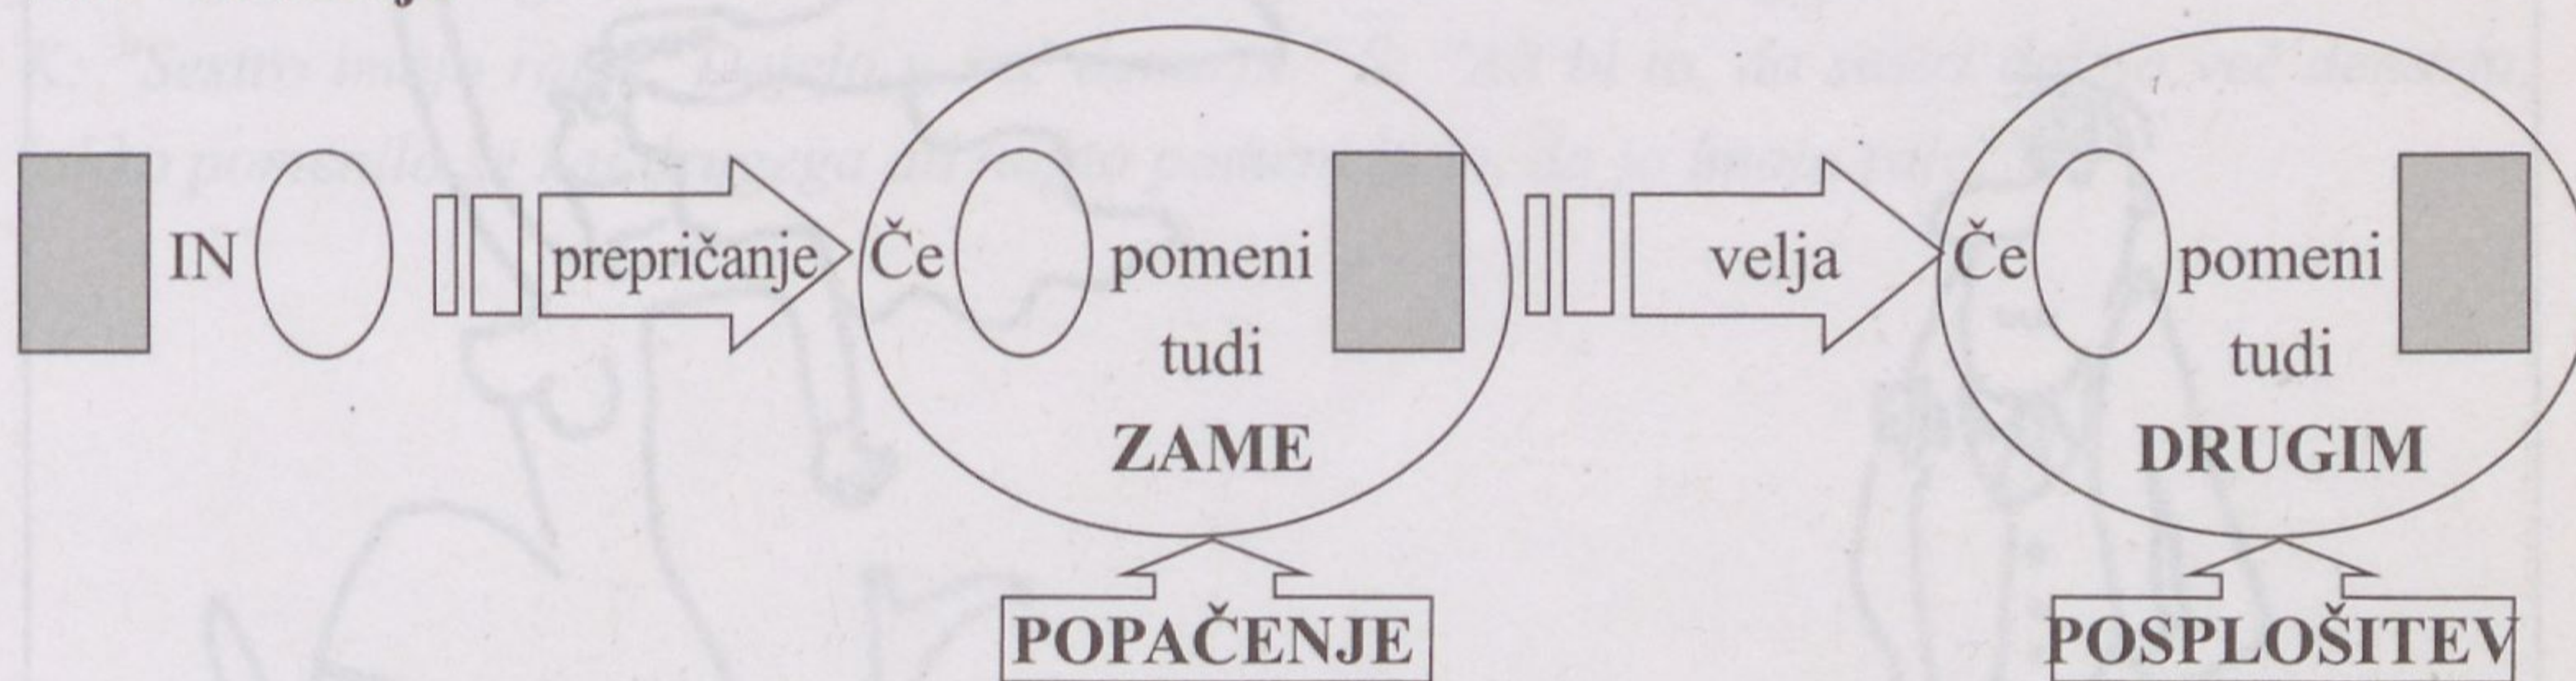 IN prepričanje Če pomeni velja Če pomeni
tudi tudi
ZAME DRUGIM
POPAČENJE POSPLOŠITEV